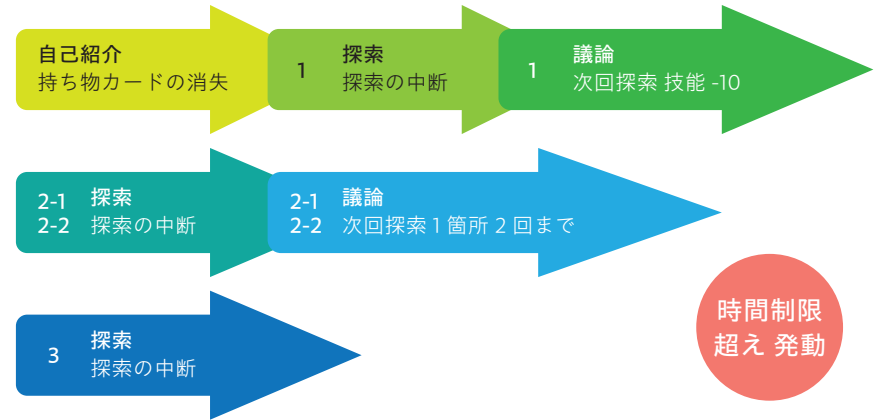 自己紹介
持ち物カードの消失
1
探索
探索の中断
1
議論
次回探索 技能 -10
2-1
2-2
探索
探索の中断
2-1
2-2
議論
次回探索 1 箇所 2 回まで
3
探索
探索の中断
時間制限
超え 発動